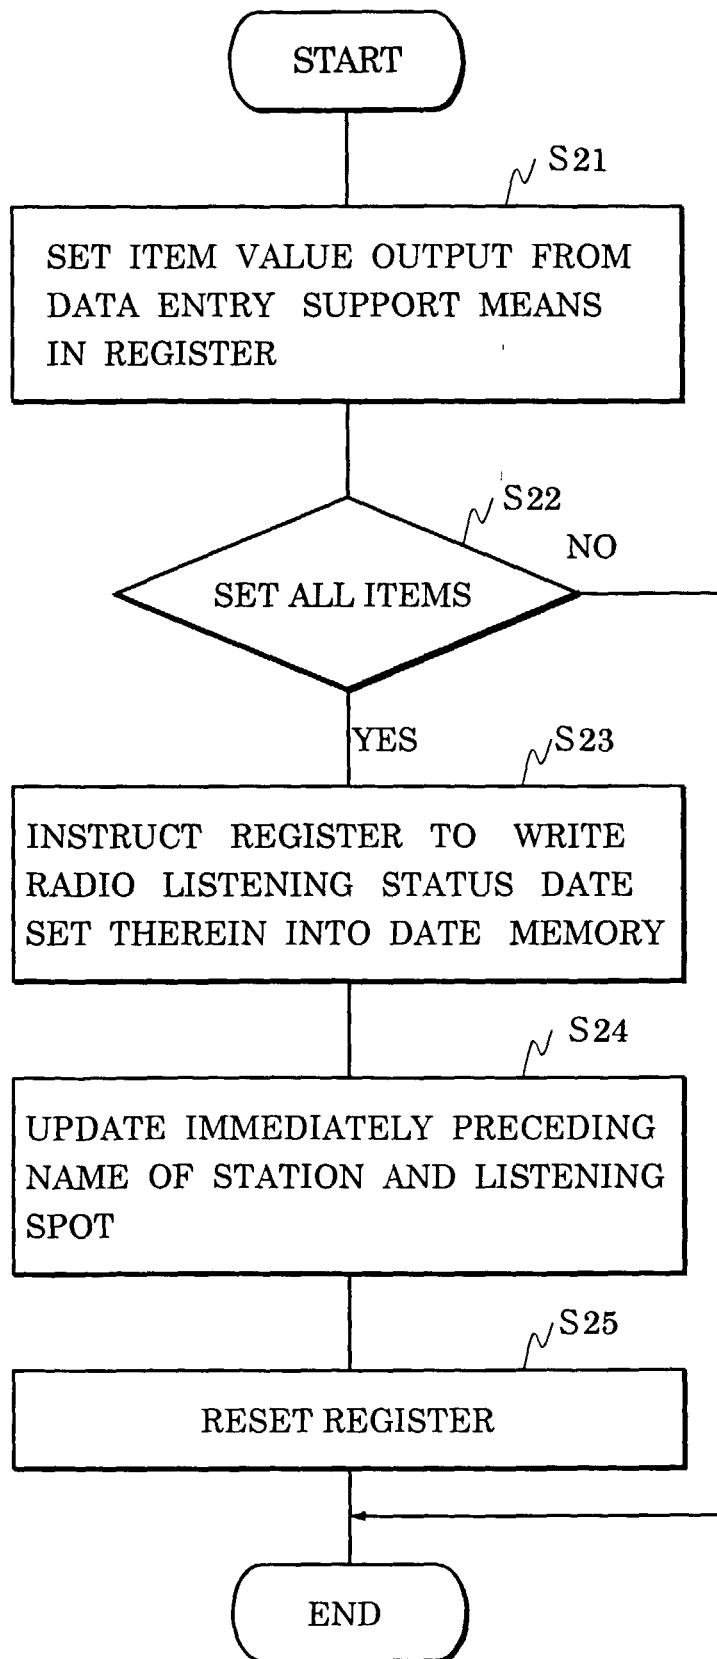 START
S21
SET ITEM VALUE OUTPUT FROM
DATA ENTRY SUPPORT MEANS
IN REGISTER
S22
NO
SET ALL ITEMS
YES
S23
INSTRUCT REGISTER TO WRITE
RADIO LISTENING STATUS DATE
SET THEREIN INTO DATE MEMORY
S24
UPDATE IMMEDIATELY PRECEDING
NAME OF STATION AND LISTENING
SPOT
S25
RESET REGISTER
END